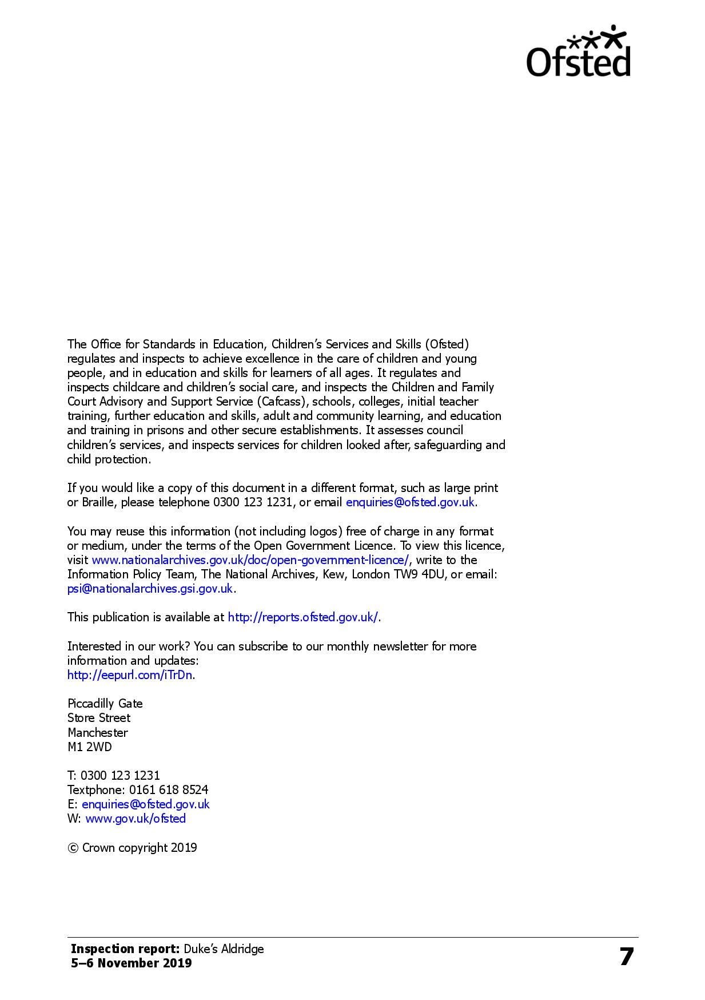 Ofsted
The Office for Standards in Education, Children’s Services and Skills (Ofsted)
regulates and inspects to achieve excellence in the care of children and young
people, and in education and skills for learners of all ages. It regulates and
inspects childcare and children’s social care, and inspects the Children and Family
Court Advisory and Support Service (Cafcass), schools, colleges, initial teacher
training, further education and skills, adult and community learning, and education
and training in prisons and other secure establishments. It assesses council
children’s services, and inspects services for children looked after, safeguarding and
child protection.
If you would like a copy of this document in a different format, such as large print
or Braille, please telephone 0300 123 1231, or email enquiries@ofsted.gov.uk.
You may reuse this information (not including logos) free of charge in any format
or medium, under the terms of the Open Government Licence. To view this licence,
visit www.nationalarchives.gov.uk/doc/open-government-licence/, write to the
Information Policy Team, The National Archives, Kew, London TW9 4DU, or email:
psi@nationalarchives.gsi.gov.uk.
This publication is available at http://reports.ofsted.gov.uk/.
Interested in our work? You can subscribe to our monthly newsletter for more
information and updates:
http://eepurl.com/iTrDn.
Piccadilly Gate
Store Street
Manchester
M1 2WD
T: 0300 123 1231
Textphone: 0161 618 8524
E: enquiries@ofsted.gov.uk
W: www.gov.uk/ofsted
© Crown copyright 2019
Inspection report: Duke’s Aldridge
5–6 November 2019
7